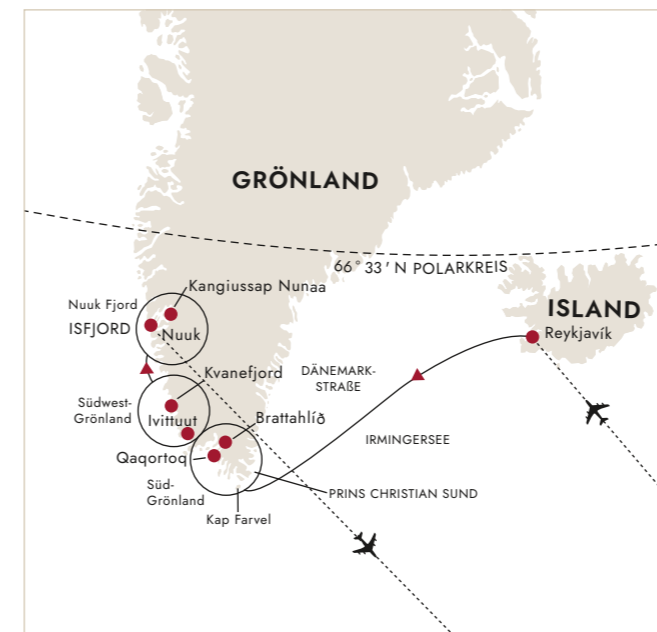 GRÖNLAND
66° 33' N POLARKREIS
Kangiussap Nunaa
Nuuk Fjord
ISFJORD
Nuuk
ISLAND
Reykjavík
Kvanefjord
DÄNEMARK-
STRAßE
Südwest-
Grönland
Ivittuut
Brattahlíð
IRMINGERSEE
Qaqortoq
Süd-
Grönland
PRINS CHRISTIAN SUND
Kap Farvel